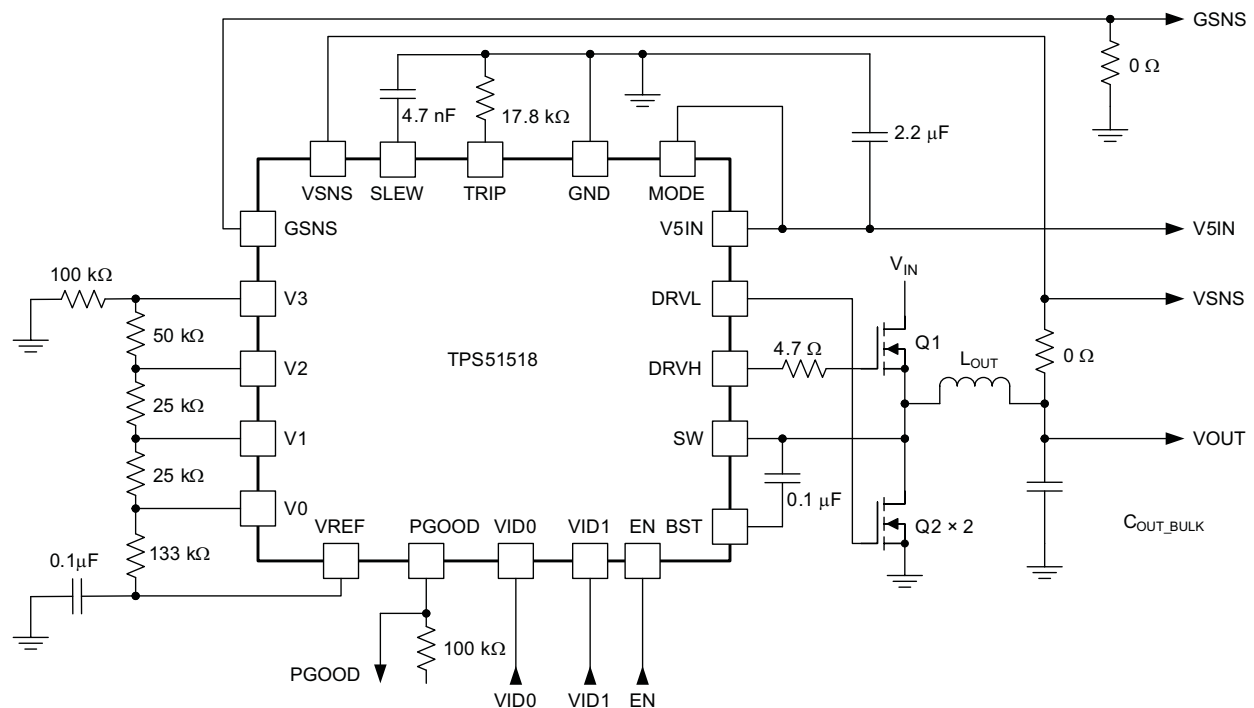 GSNS
0 Ω
4.7 nF
17.8 kΩ
2.2 µF
VSNS
SLEW
TRIP
GND
MODE
GSNS
V5IN
V5IN
100 kΩ
V3
DRVL
V_IN
VSNS
50 kΩ
TPS51518
4.7 Ω
Q1
V2
DRVH
L_OUT
0 Ω
25 kΩ
V1
SW
VOUT
25 kΩ
0.1 µF
V0
VREF
PGOOD
VID0
VID1
EN
BST
Q2 × 2
C_OUT_BULK
133 kΩ
0.1µF
100 kΩ
PGOOD
VID0
VID1
EN